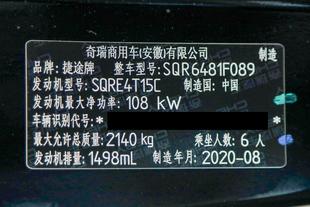 奇瑞商用车(安徽)有限公司 制造
品牌:捷途牌 整车型号:SQR6481F089
发动机型号:SQRE4T15C 制造国:中国
发动机最大净功率:108 kW
车辆识别代号:* *
最大允许总质量:2140 kg 乘坐人数:6 人
发动机排量:1498mL 制造年月:2020-08